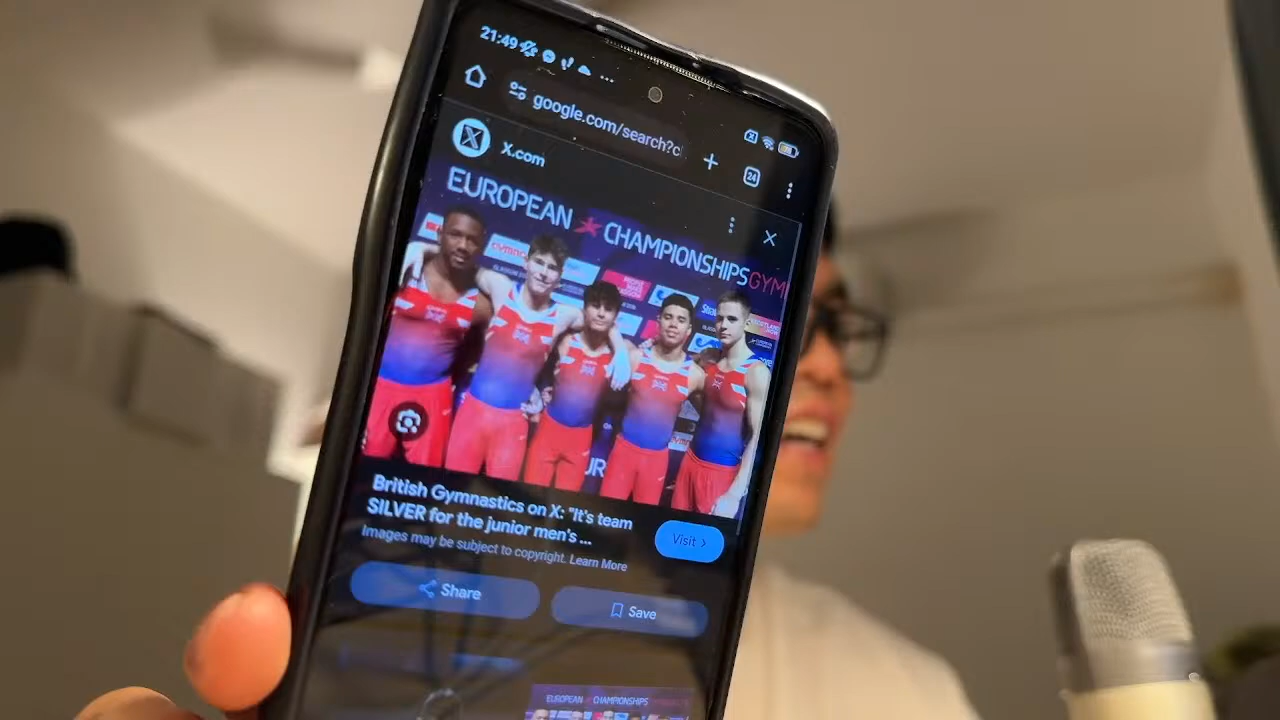 21:49
google.com/search?c
24
X.com
EUROPEAN CHAMPIONSHIPS GYM
British Gymnastics on X: "It's team
SILVER for the junior men's ...
Visit >
Images may be subject to copyright. Learn More
Share
Save
EUROPEAN CHAMPIONSHIPS